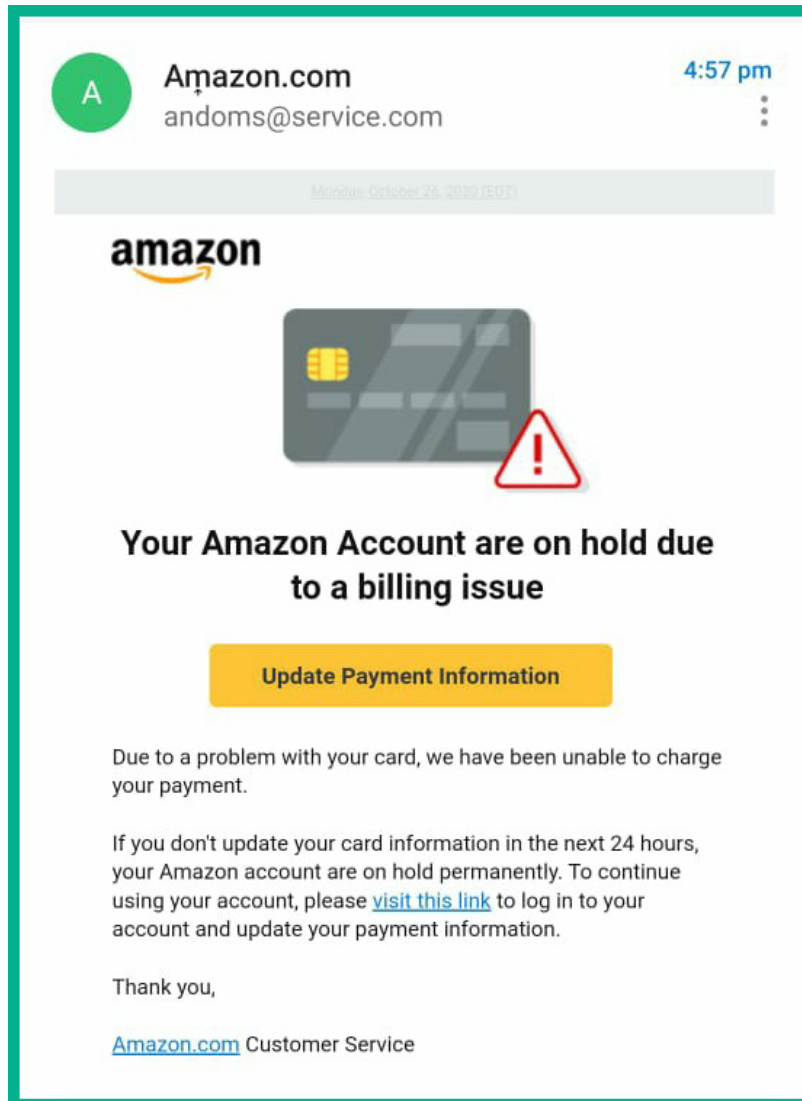 A
Aṃazon.com
4:57 pm
andoms@service.com
Monday, October 26, 2020 (EDT)
amazon
Your Amazon Account are on hold due
to a billing issue
Update Payment Information
Due to a problem with your card, we have been unable to charge
your payment.
If you don't update your card information in the next 24 hours,
your Amazon account are on hold permanently. To continue
using your account, please visit this link to log in to your
account and update your payment information.
Thank you,
Amazon.com Customer Service